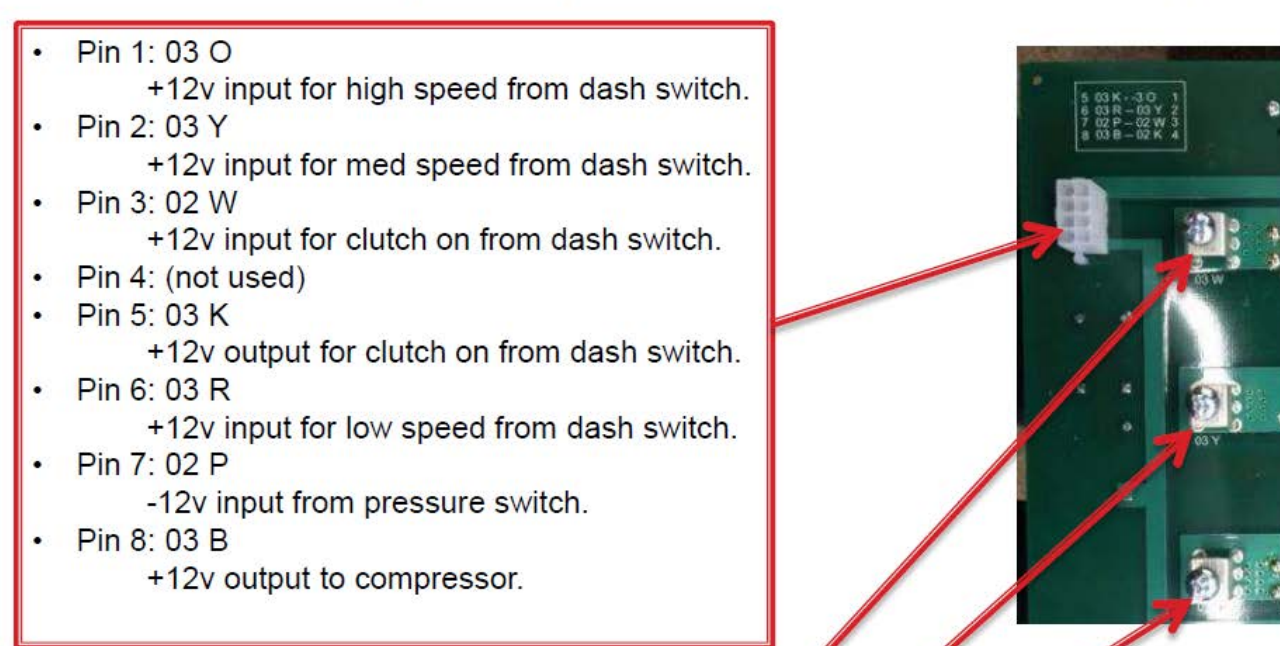 • Pin 1: 03 O
+12v input for high speed from dash switch.
• Pin 2: 03 Y
+12v input for med speed from dash switch.
• Pin 3: 02 W
+12v input for clutch on from dash switch.
• Pin 4: (not used)
• Pin 5: 03 K
+12v output for clutch on from dash switch.
• Pin 6: 03 R
+12v input for low speed from dash switch.
• Pin 7: 02 P
-12v input from pressure switch.
• Pin 8: 03 B
+12v output to compressor.
5 03 K - -3 O 1
6 03 R – 03 Y 2
7 02 P – 02 W 3
8 03 B – 02 K 4
03 W
03 Y